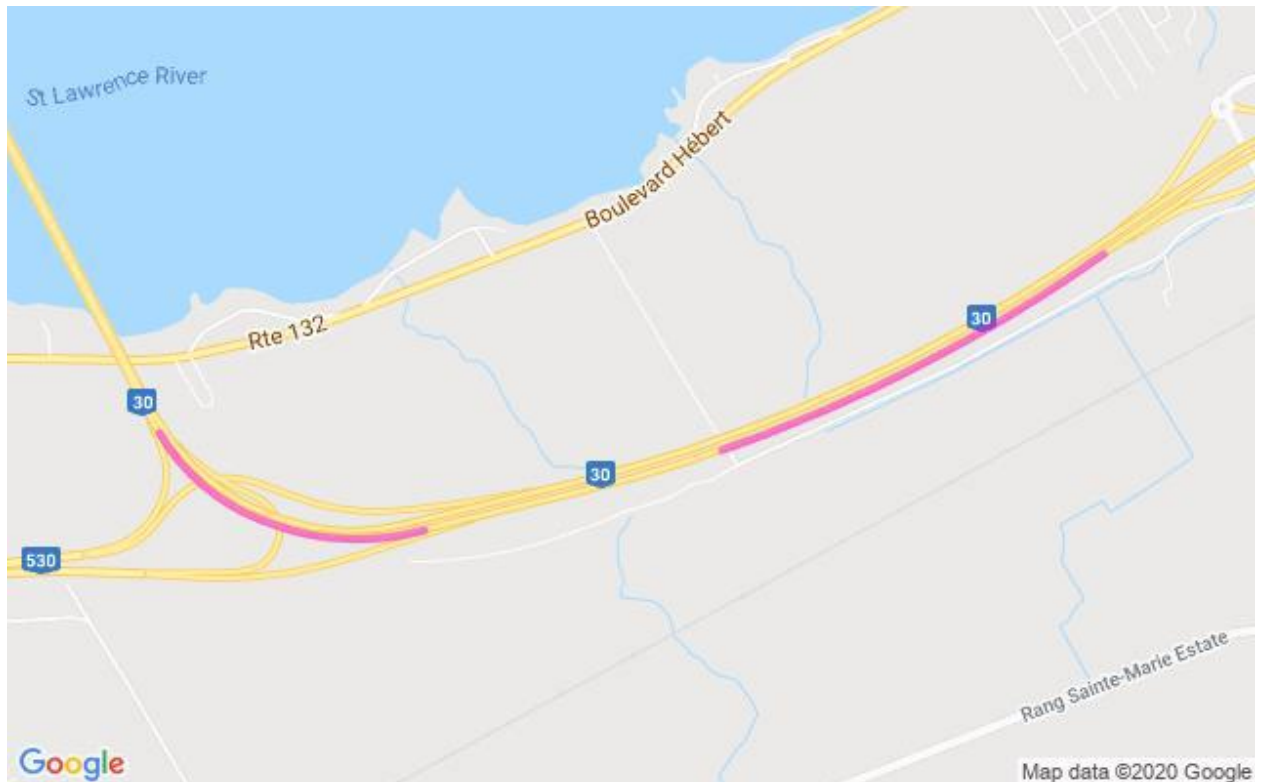 St Lawrence River
Boulevard Hébert
Rte 132
30
30
30
530
Rang Sainte-Marie Estate
Google
Map data ©2020 Google